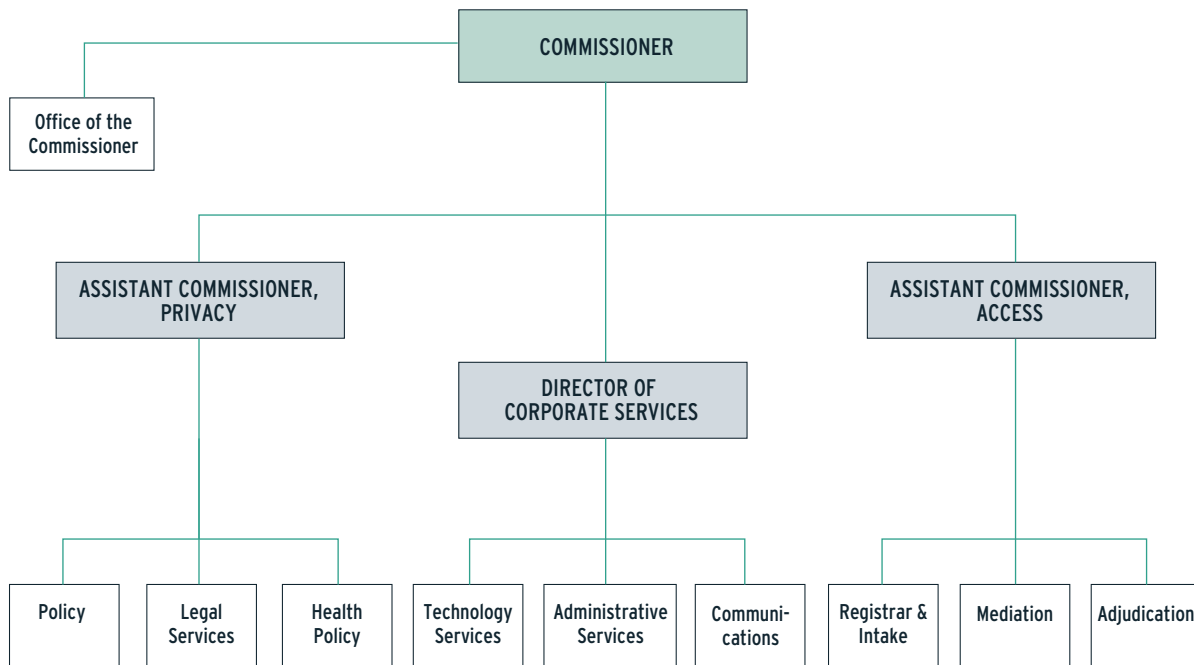 COMMISSIONER
Office of the
Commissioner
ASSISTANT COMMISSIONER,
PRIVACY
ASSISTANT COMMISSIONER,
ACCESS
DIRECTOR OF
CORPORATE SERVICES
Policy
Legal
Services
Health
Policy
Technology
Services
Administrative
Services
Communi-
cations
Registrar &
Intake
Mediation
Adjudication